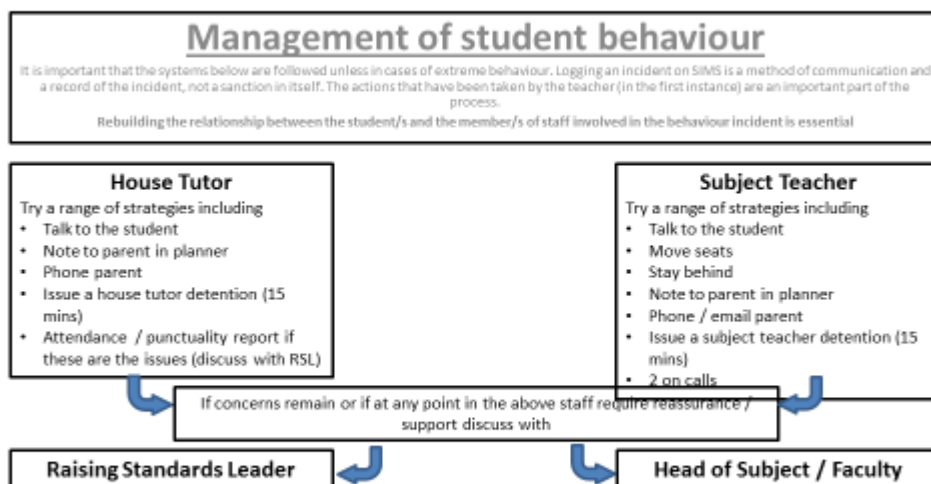 Management of student behaviour
It is important that the systems below are followed unless in cases of extreme behaviour. Logging an incident on SIMS is a method of communication and
a record of the incident, not a sanction in itself. The actions that have been taken by the teacher (in the first instance) are an important part of the
process.
Rebuilding the relationship between the student/s and the member/s of staff involved in the behaviour incident is essential
House Tutor
Try a range of strategies including
• Talk to the student
• Note to parent in planner
• Phone parent
• Issue a house tutor detention (15
mins)
• Attendance / punctuality report if
these are the issues (discuss with RSL)
Subject Teacher
Try a range of strategies including
• Talk to the student
• Move seats
• Stay behind
• Note to parent in planner
• Phone / email parent
• Issue a subject teacher detention (15
mins)
• 2 on calls
If concerns remain or if at any point in the above staff require reassurance /
support discuss with
Raising Standards Leader
Head of Subject / Faculty